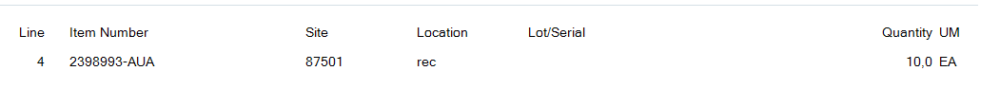 Line Item Number Site Location Lot/Serial Quantity UM
4 2398993-AUA 87501 rec 10,0 EA